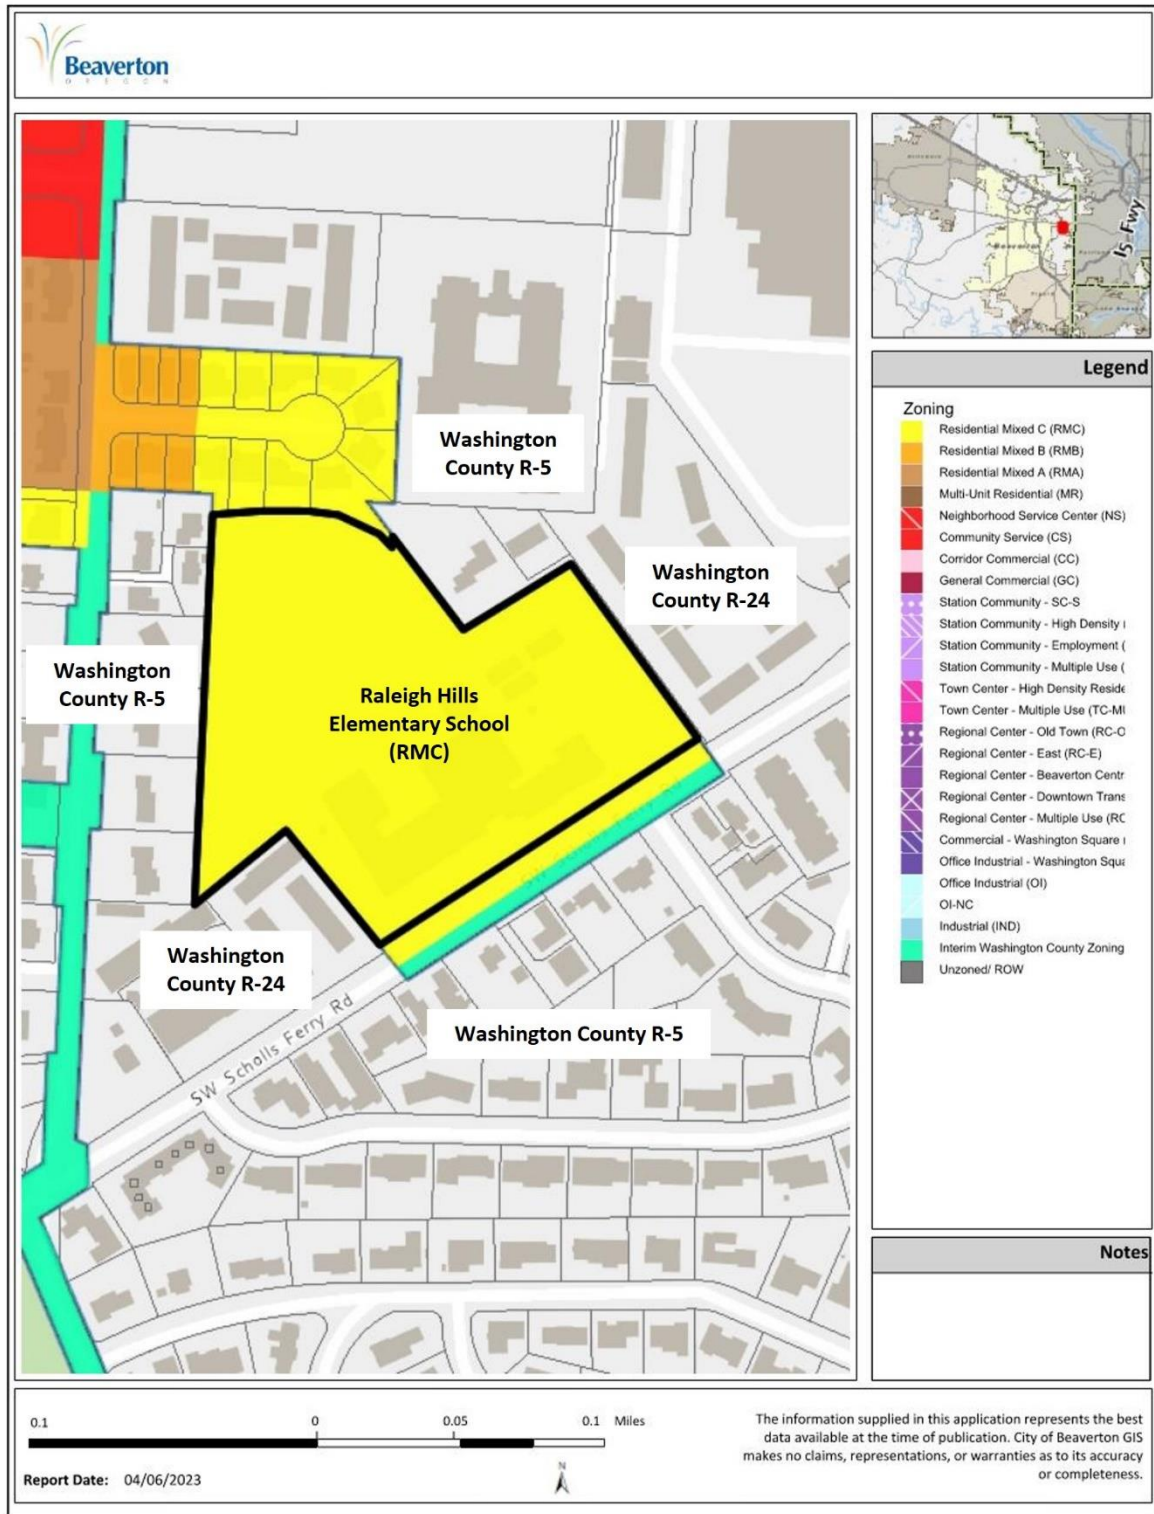 Beaverton
OREGON
I5 Fwy
Beaverton
Washington
County R-5
Washington
County R-24
Washington
County R-5
Raleigh Hills
Elementary School
(RMC)
SW Scholls Ferry Rd
Washington
County R-24
SW Scholls Ferry Rd
Washington County R-5
Legend
Zoning
Residential Mixed C (RMC)
Residential Mixed B (RMB)
Residential Mixed A (RMA)
Multi-Unit Residential (MR)
Neighborhood Service Center (NS)
Community Service (CS)
Corridor Commercial (CC)
General Commercial (GC)
Station Community - SC-S
Station Community - High Density
Station Community - Employment (
Station Community - Multiple Use (
Town Center - High Density Reside
Town Center - Multiple Use (TC-MU
Regional Center - Old Town (RC-O
Regional Center - East (RC-E)
Regional Center - Beaverton Centr
Regional Center - Downtown Trans
Regional Center - Multiple Use (RC
Commercial - Washington Square
Office Industrial - Washington Squa
Office Industrial (OI)
OI-NC
Industrial (IND)
Interim Washington County Zoning
Unzoned/ ROW
Notes
0.1 0 0.05 0.1 Miles
Report Date: 04/06/2023
N
The information supplied in this application represents the best
data available at the time of publication. City of Beaverton GIS
makes no claims, representations, or warranties as to its accuracy
or completeness.